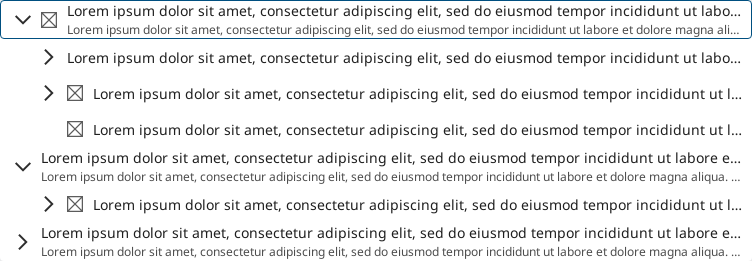 Lorem ipsum dolor sit amet, consectetur adipiscing elit, sed do eiusmod tempor incididunt ut labo...
Lorem ipsum dolor sit amet, consectetur adipiscing elit, sed do eiusmod tempor incididunt ut labore et dolore magna ali...
Lorem ipsum dolor sit amet, consectetur adipiscing elit, sed do eiusmod tempor incididunt ut labo...
Lorem ipsum dolor sit amet, consectetur adipiscing elit, sed do eiusmod tempor incididunt ut l...
Lorem ipsum dolor sit amet, consectetur adipiscing elit, sed do eiusmod tempor incididunt ut l...
Lorem ipsum dolor sit amet, consectetur adipiscing elit, sed do eiusmod tempor incididunt ut labore e...
Lorem ipsum dolor sit amet, consectetur adipiscing elit, sed do eiusmod tempor incididunt ut labore et dolore magna aliqua. ...
Lorem ipsum dolor sit amet, consectetur adipiscing elit, sed do eiusmod tempor incididunt ut l...
Lorem ipsum dolor sit amet, consectetur adipiscing elit, sed do eiusmod tempor incididunt ut labore e...
Lorem ipsum dolor sit amet, consectetur adipiscing elit, sed do eiusmod tempor incididunt ut labore et dolore magna aliqua. ...